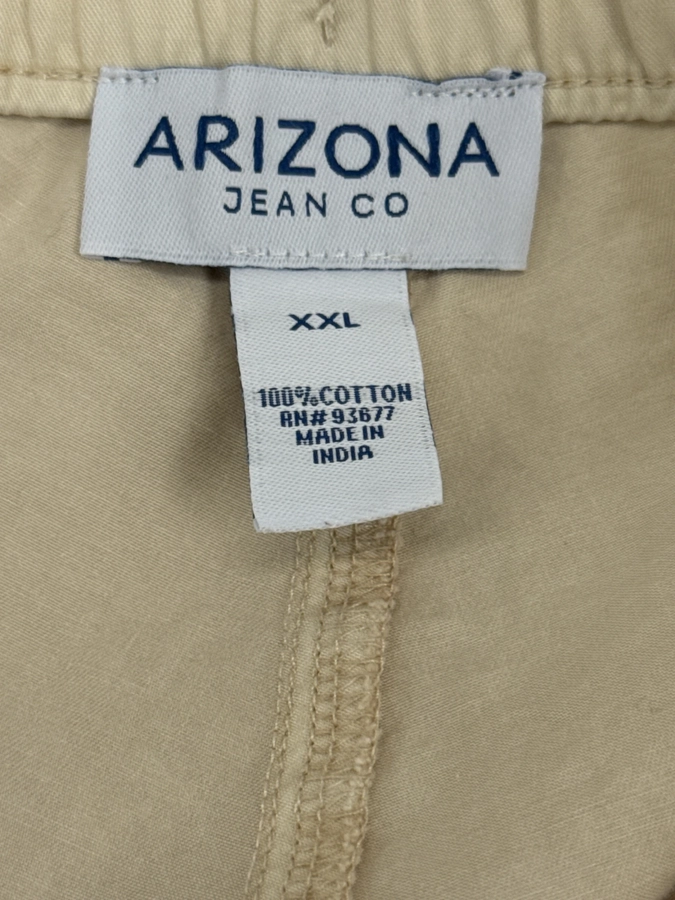 ARIZONA
JEAN CO
XXL
100%COTTON
RN# 93677
MADE IN
INDIA